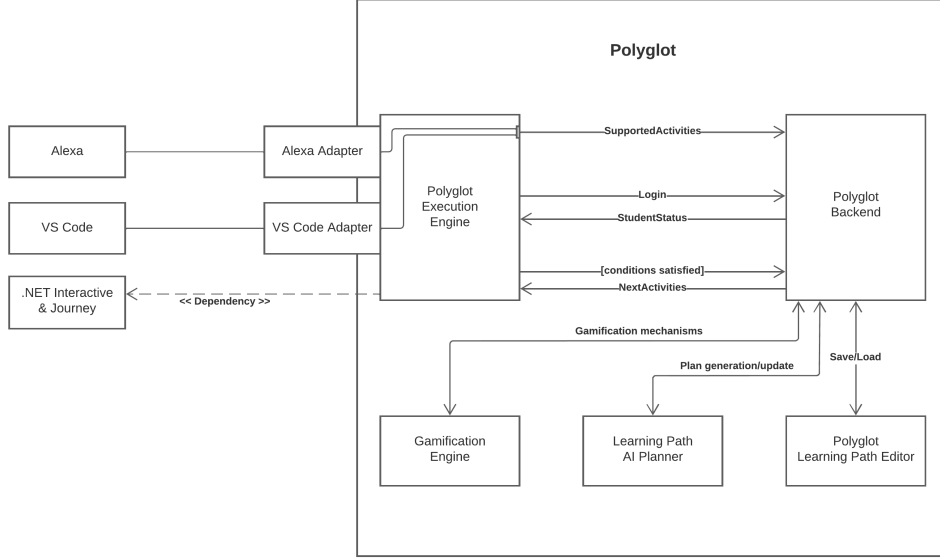 Polyglot
Alexa
Alexa Adapter
VS Code
VS Code Adapter
.NET Interactive
& Journey
<< Dependency >>
Polyglot
Execution
Engine
SupportedActivities
Login
StudentStatus
[conditions satisfied]
NextActivities
Polyglot
Backend
Gamification mechanisms
Plan generation/update
Save/Load
Gamification
Engine
Learning Path
AI Planner
Polyglot
Learning Path Editor